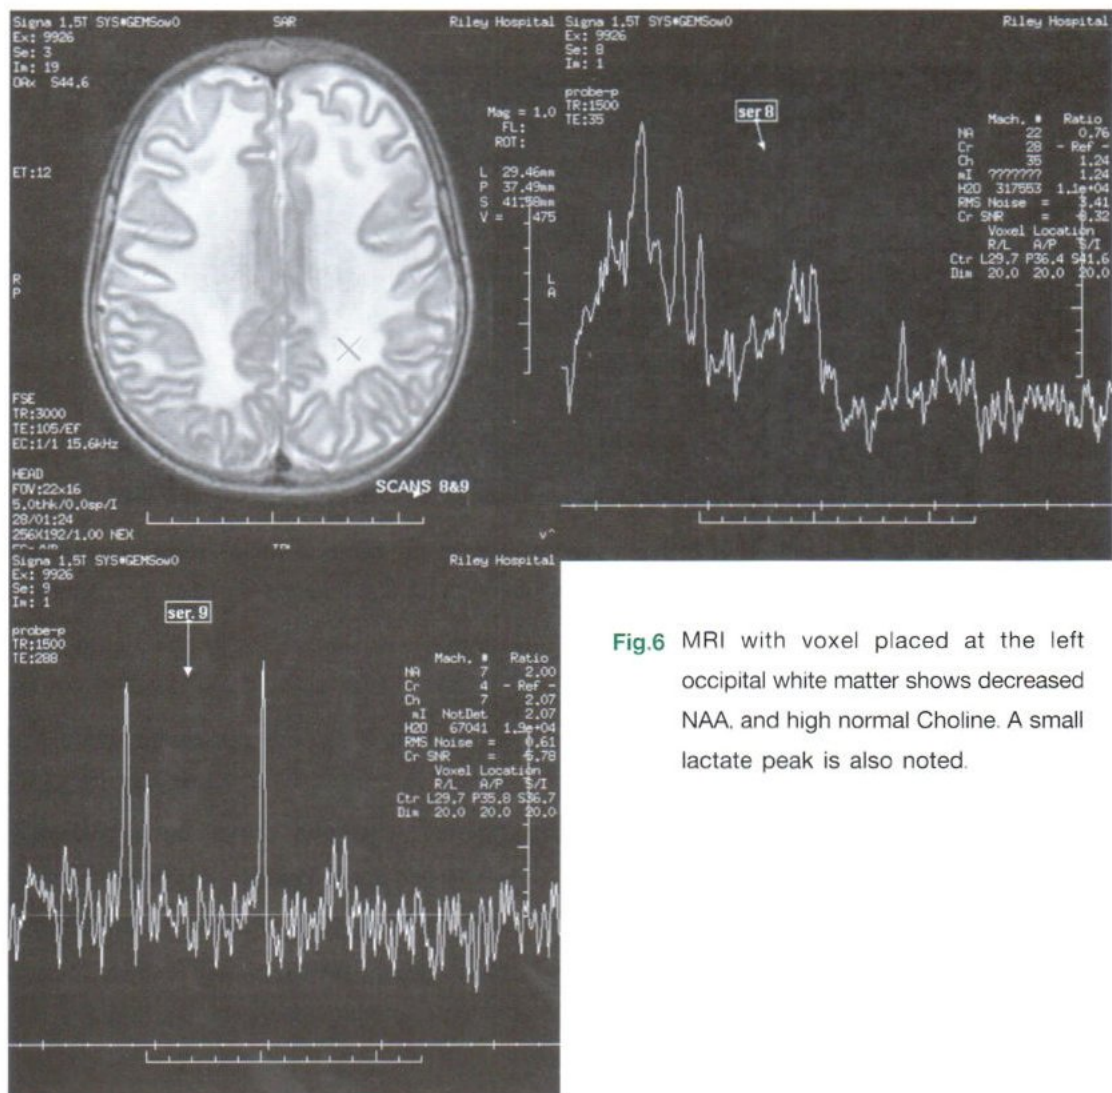 Signa 1.5T SYS#GEMSow0
SAR
Riley Hospital
Ex: 9926
Se: 3
Im: 19
OAx S44.6
Mag = 1.0
FL:
ROT:
ET:12
L 29.46mm
P 37.49mm
S 41.58mm
V = 475
R
P
L
A
FSE
TR:3000
TE:105/Ef
EC:1/1 15.6kHz
HEAD
FOV:22x16
5.0thk/0.0sp/I
28/01:24
256X192/1.00 NEX
SCANS 8&9
v^
Signa 1.5T SYS#GEMSow0
Riley Hospital
Ex: 9926
Se: 8
Im: 1
probe-p
TR:1500
TE:35
ser 8
Mach. # Ratio
NA 22 0.76
Cr 28 - Ref -
Ch 35 1.24
mI ??????? 1.24
H2O 317553 1.1e+04
RMS Noise = 3.41
Cr SNR = 8.32
Voxel Location
R/L A/P S/I
Ctr L29.7 P36.4 S41.6
Dim 20.0 20.0 20.0
Signa 1.5T SYS#GEMSow0
Riley Hospital
Ex: 9926
Se: 9
Im: 1
probe-p
TR:1500
TE:288
ser. 9
Mach. # Ratio
NA 7 2.00
Cr 4 - Ref -
Ch 7 2.07
mI NotDet 2.07
H2O 67041 1.9e+04
RMS Noise = 0.61
Cr SNR = 5.78
Voxel Location
R/L A/P S/I
Ctr L29.7 P35.8 S36.7
Dim 20.0 20.0 20.0
Fig.6 MRI with voxel placed at the left
occipital white matter shows decreased
NAA, and high normal Choline. A small
lactate peak is also noted.